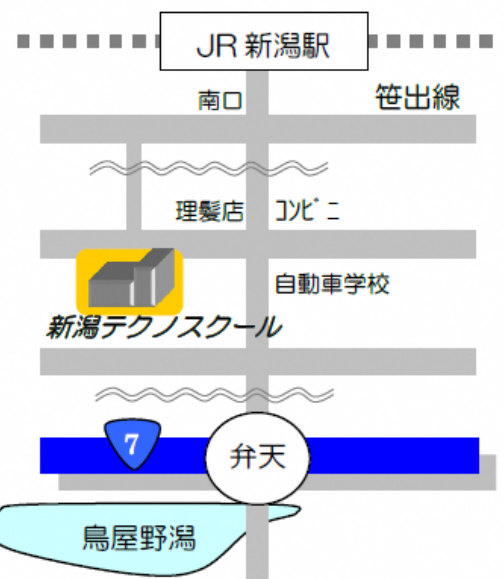 JR 新潟駅
南口
笹出線
理髪店
ｺﾝﾋﾞﾆ
自動車学校
新潟テクノスクール
7
弁天
鳥屋野潟